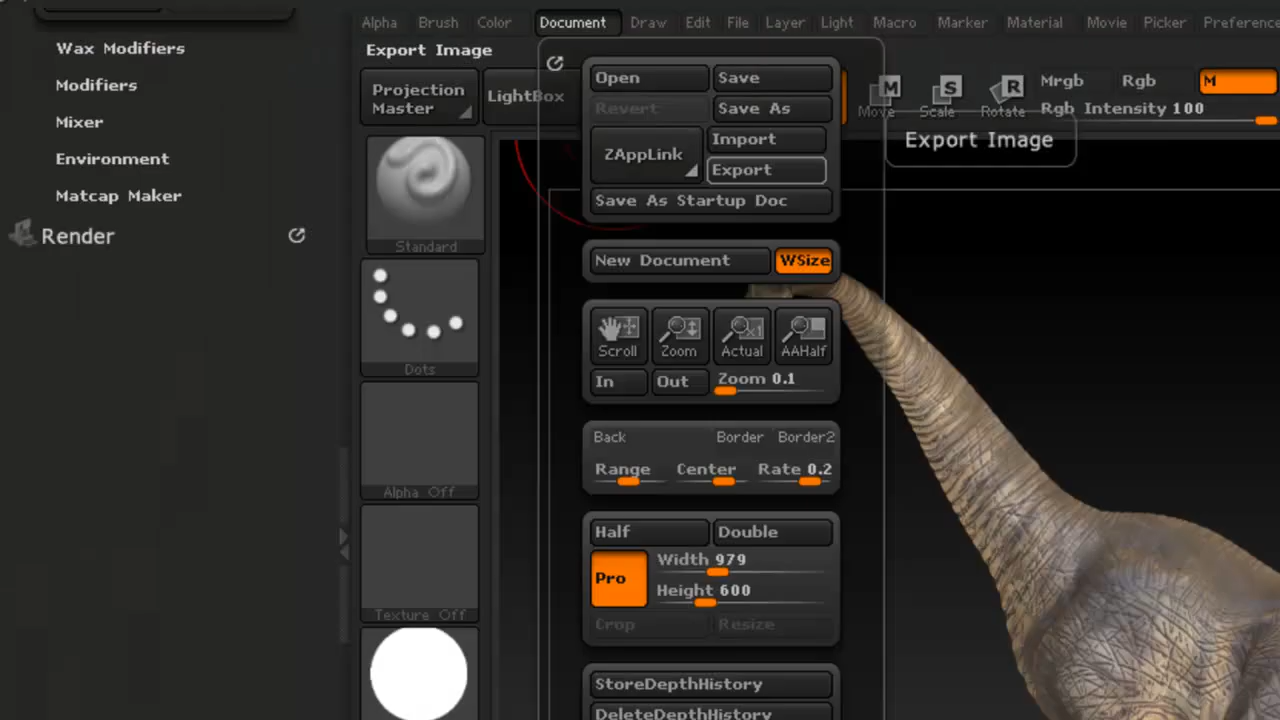 Wax Modifiers
Modifiers
Mixer
Environment
Matcap Maker
Render
Alpha Brush Color Document Draw Edit File Layer Light Macro Marker Material Movie Picker Preference
Export Image
Projection
Master
LightBox
Standard
Dots
Alpha Off
Texture Off
Open Save
Revert Save As
ZAppLink
Import
Export
Save As Startup Doc
New Document WSize
Scroll Zoom Actual AAHalf
In Out Zoom 0.1
Back Border Border2
Range Center Rate 0.2
Half Double
Pro
Width 979
Height 600
Crop Resize
StoreDepthHistory
DeleteDepthHistory
M S R
Move Scale Rotate
Mrgb Rgb M
Rgb Intensity 100
Export Image